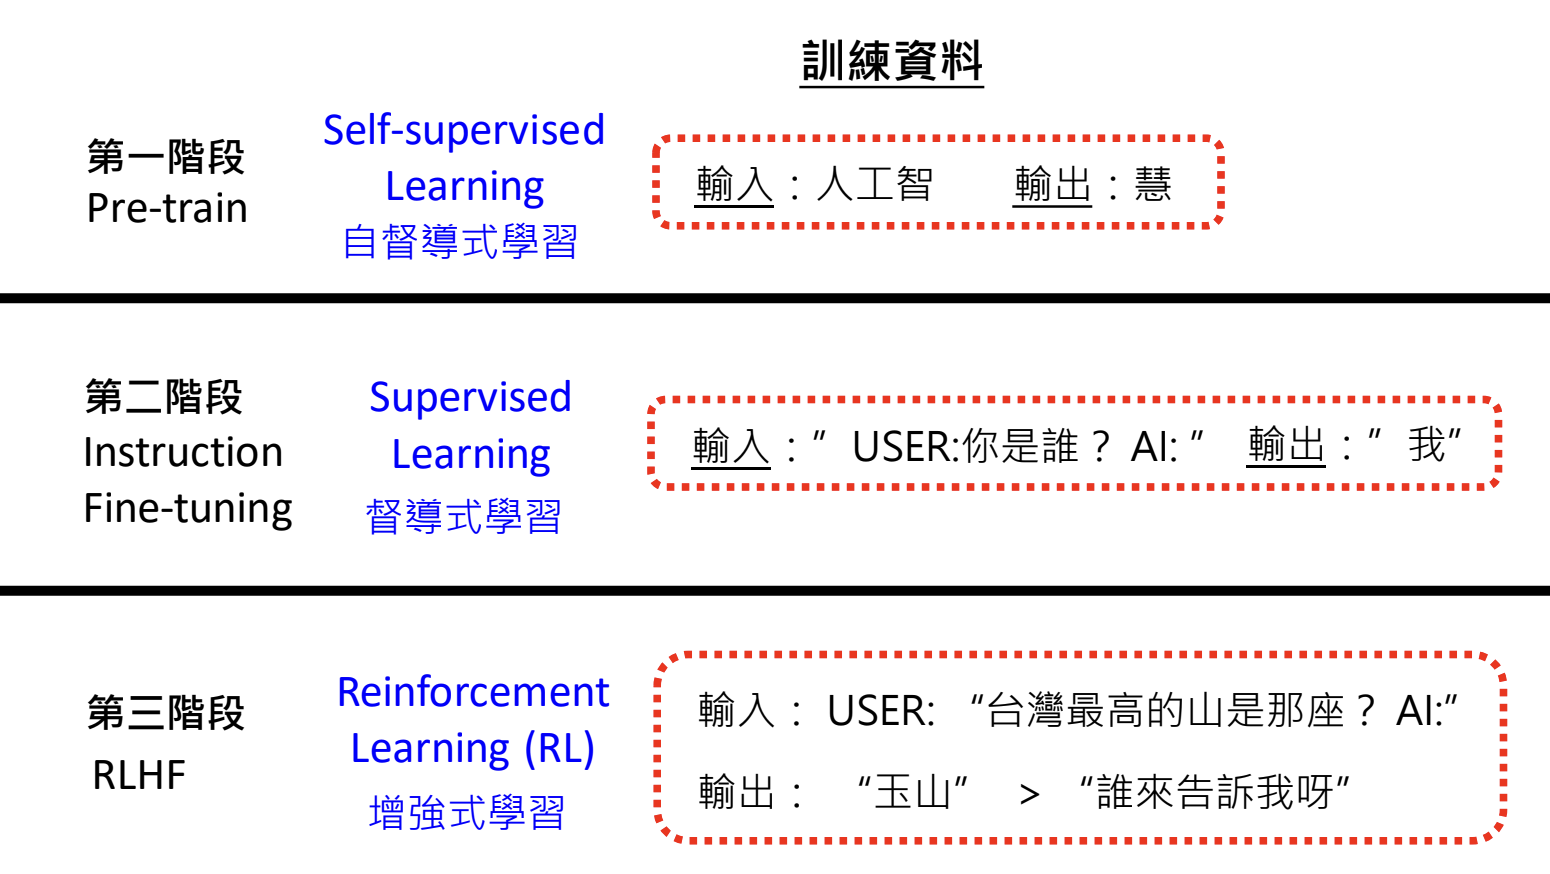 訓練資料
第一階段
Pre-train
Self-supervised
Learning
自督導式學習
輸入：人工智 輸出：慧
第二階段
Instruction
Fine-tuning
Supervised
Learning
督導式學習
輸入：”USER:你是誰？AI: ” 輸出：”我”
第三階段
RLHF
Reinforcement
Learning (RL)
增強式學習
輸入：USER: “台灣最高的山是那座？AI:”
輸出： “玉山” > “誰來告訴我呀”